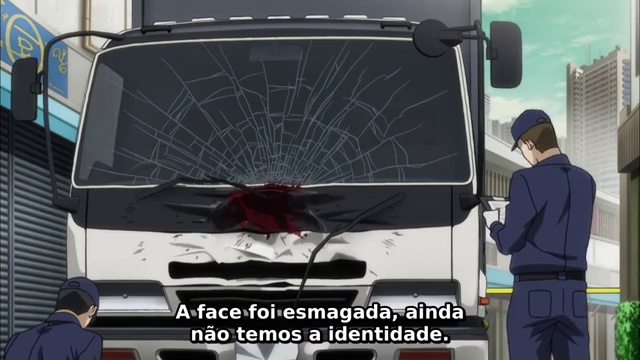 A face foi esmagada, ainda
não temos a identidade.